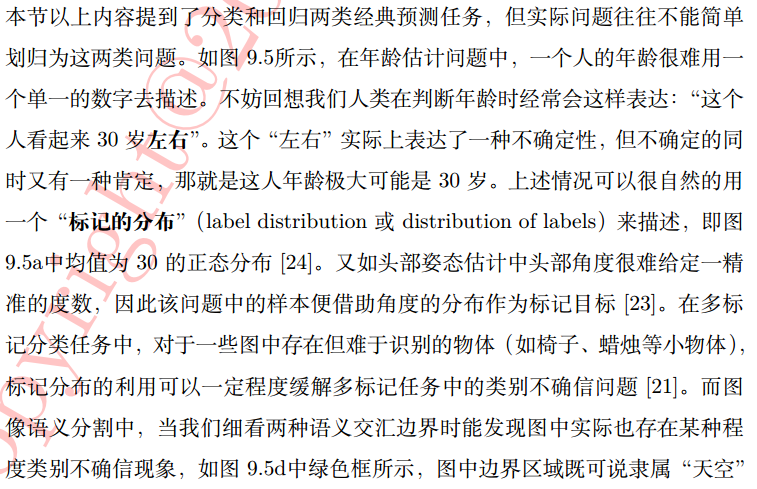 本节以上内容提到了分类和回归两类经典预测任务，但实际问题往往不能简单
划归为这两类问题。如图 9.5所示，在年龄估计问题中，一个人的年龄很难用一
个单一的数字去描述。不妨回想我们人类在判断年龄时经常会这样表达：“这个
人看起来 30 岁左右”。这个 “左右” 实际上表达了一种不确定性，但不确定的同
时又有一种肯定，那就是这人年龄极大可能是 30 岁。上述情况可以很自然的用
一个 “标记的分布”（label distribution 或 distribution of labels）来描述，即图
9.5a中均值为 30 的正态分布 [24]。又如头部姿态估计中头部角度很难给定一精
准的度数，因此该问题中的样本便借助角度的分布作为标记目标 [23]。在多标
记分类任务中，对于一些图中存在但难于识别的物体（如椅子、蜡烛等小物体），
标记分布的利用可以一定程度缓解多标记任务中的类别不确信问题 [21]。而图
像语义分割中，当我们细看两种语义交汇边界时能发现图中实际也存在某种程
度类别不确信现象，如图 9.5d中绿色框所示，图中边界区域既可说隶属 “天空”
opyright@20